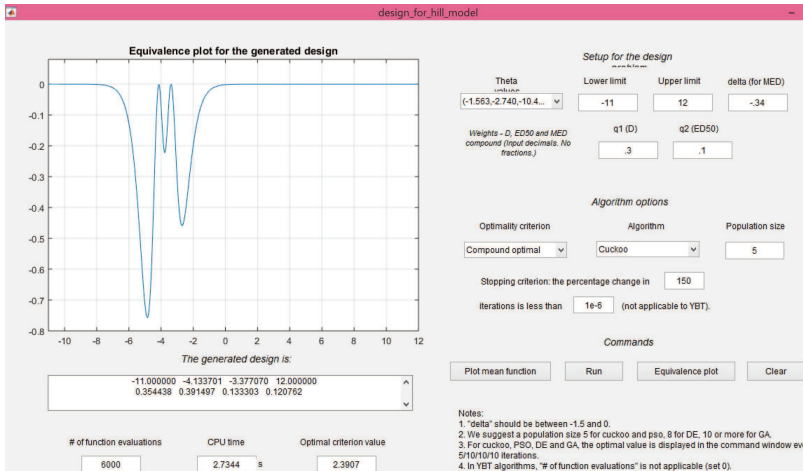 design_for_hill_model
Equivalence plot for the generated design
0
-0.1
-0.2
-0.3
-0.4
-0.5
-0.6
-0.7
-0.8
-10 -8 -6 -4 -2 0 2 4 6 8 10 12
The generated design is:
-11.000000 -4.133701 -3.377070 12.000000
0.354438 0.391497 0.133303 0.120762
# of function evaluations CPU time Optimal criterion value
6000 2.7344 s 2.3907
Setup for the design
Theta Lower limit Upper limit delta (for MED)
(-1.563,-2.740,-10.4... -11 12 -.34
Weights - D, ED50 and MED
compound (Input decimals. No
fractions.)
q1 (D) q2 (ED50)
.3 .1
Algorithm options
Optimality criterion Algorithm Population size
Compound optimal Cuckoo 5
Stopping criterion: the percentage change in 150
iterations is less than 1e-6 (not applicable to YBT).
Commands
Plot mean function Run Equivalence plot Clear
Notes:
1. "delta" should be between -1.5 and 0.
2. We suggest a population size 5 for cuckoo and pso, 8 for DE, 10 or more for GA.
3. For cuckoo, PSO, DE and GA, the optimal value is displayed in the command window eve
5/10/10/10 iterations.
4. In YBT algorithms, "# of function evaluations" is not applicable (set 0).